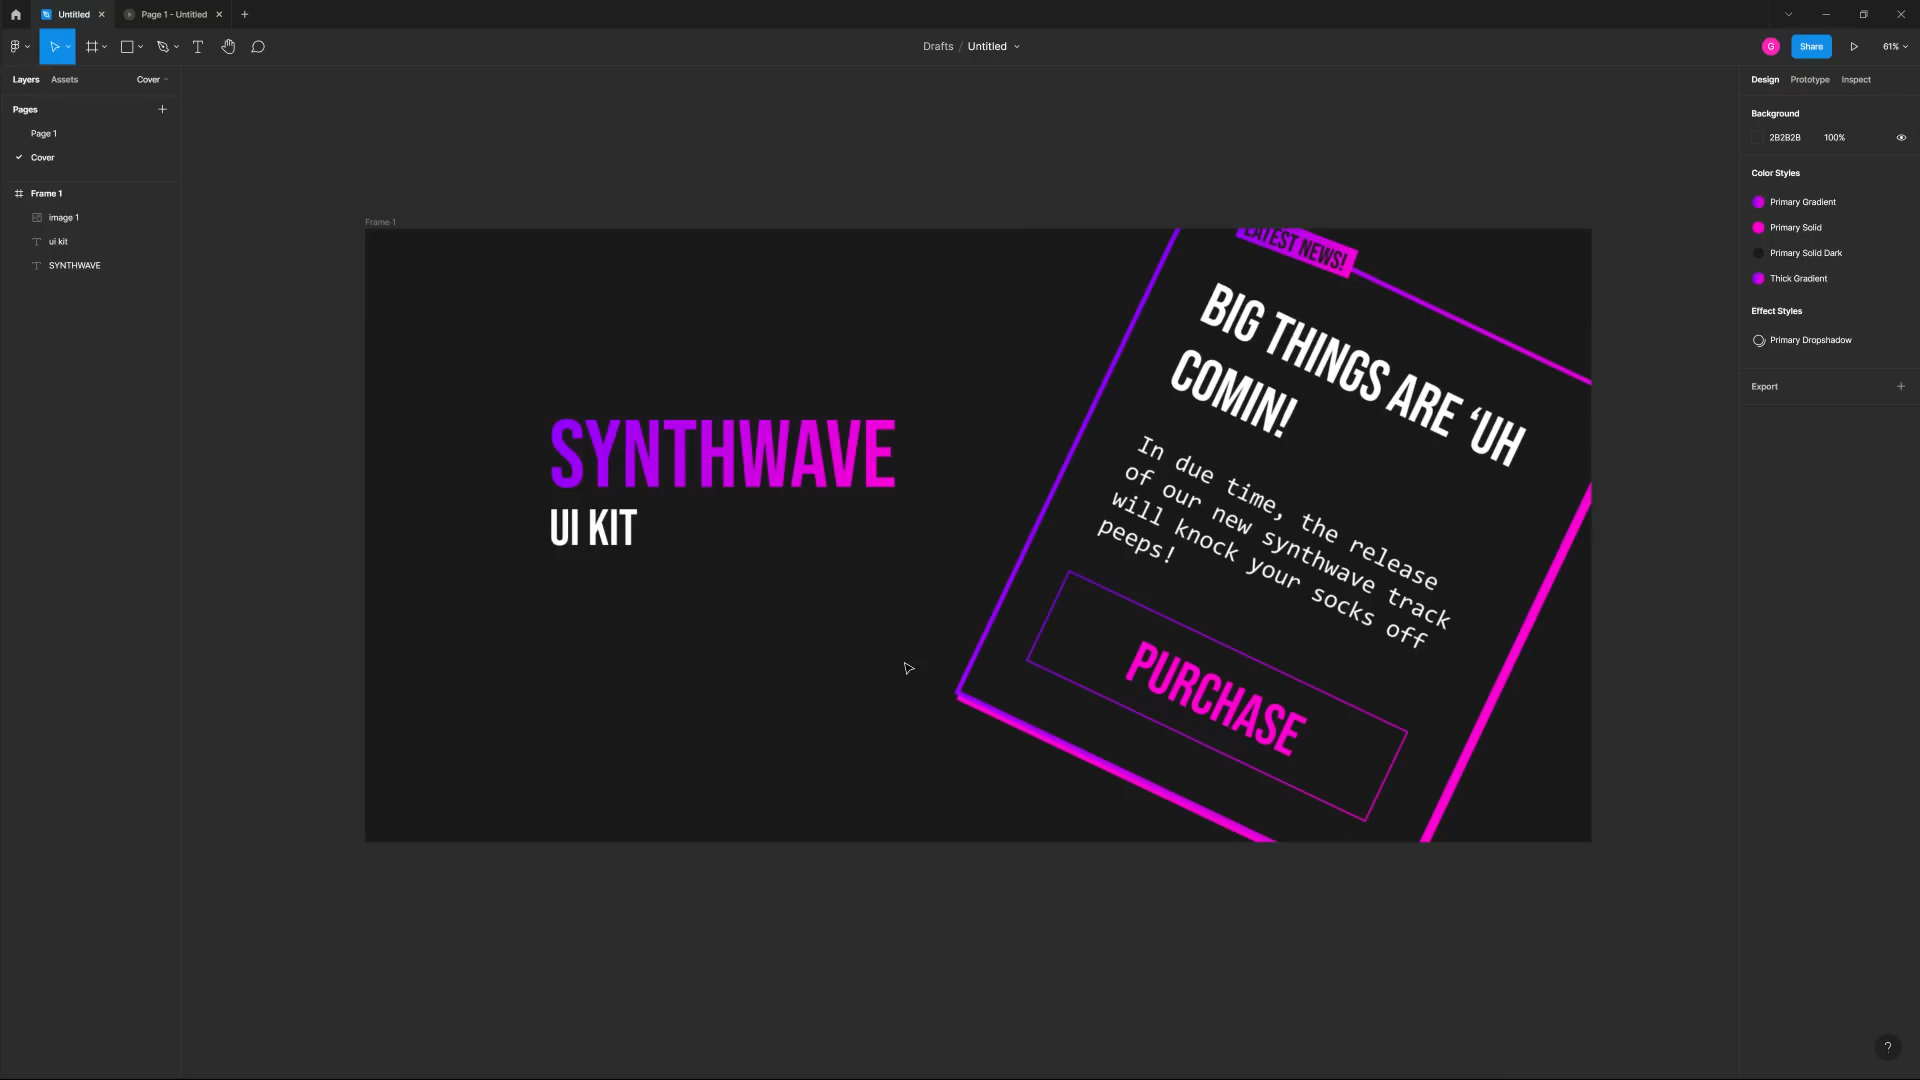 Untitled
Page 1 - Untitled
Drafts / Untitled
G
Share
61%
Layers
Assets
Cover
Pages
Page 1
Cover
Frame 1
image 1
ui kit
SYNTHWAVE
Frame 1
SYNTHWAVE
UI KIT
LATEST NEWS!
BIG THINGS ARE ‘UH
COMIN!
In due time, the release
of our new synthwave track
will knock your socks off
peeps!
PURCHASE
Design
Prototype
Inspect
Background
2B2B2B
100%
Color Styles
Primary Gradient
Primary Solid
Primary Solid Dark
Thick Gradient
Effect Styles
Primary Dropshadow
Export
?